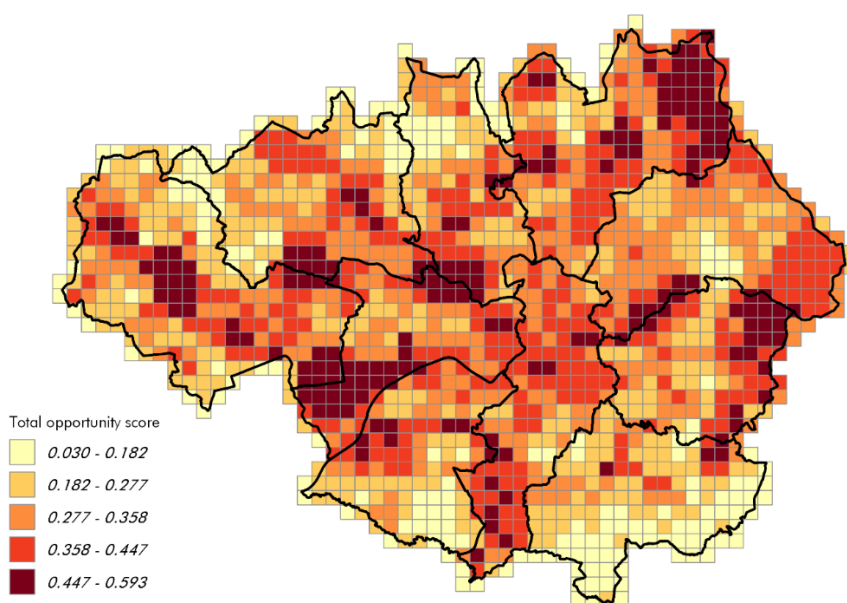 Total opportunity score
0.030 - 0.182
0.182 - 0.277
0.277 - 0.358
0.358 - 0.447
0.447 - 0.593